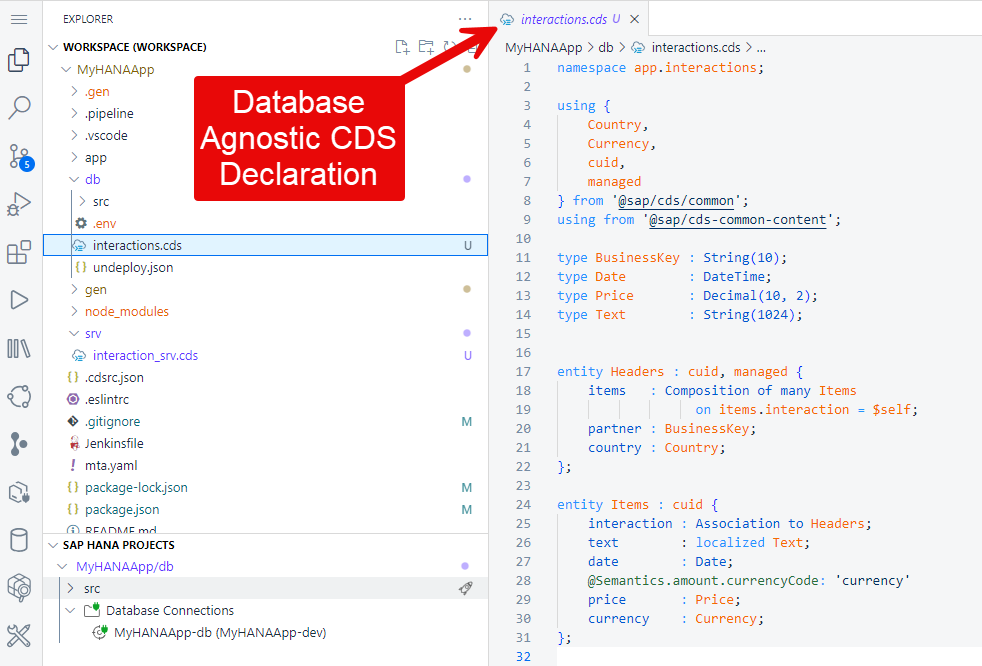 EXPLORER
...
WORKSPACE (WORKSPACE)
MyHANAApp
.gen
.pipeline
.vscode
app
db
src
.env
interactions.cds U
undeploy.json
gen
node_modules
srv
interaction_srv.cds U
.cdsrc.json
.eslintrc
.gitignore M
Jenkinsfile
mta.yaml
package-lock.json M
package.json M
README.md
SAP HANA PROJECTS
MyHANAApp/db
src
Database Connections
MyHANAApp-db (MyHANAApp-dev)
5
Database
Agnostic CDS
Declaration
interactions.cds U
MyHANAApp > db > interactions.cds > ...
1 namespace app.interactions;
2
3 using {
4 Country,
5 Currency,
6 cuid,
7 managed
8 } from '@sap/cds/common';
9 using from '@sap/cds-common-content';
10
11 type BusinessKey : String(10);
12 type Date : DateTime;
13 type Price : Decimal(10, 2);
14 type Text : String(1024);
15
16
17 entity Headers : cuid, managed {
18 items : Composition of many Items
19 on items.interaction = $self;
20 partner : BusinessKey;
21 country : Country;
22 };
23
24 entity Items : cuid {
25 interaction : Association to Headers;
26 text : localized Text;
27 date : Date;
28 @Semantics.amount.currencyCode: 'currency'
29 price : Price;
30 currency : Currency;
31 };
32